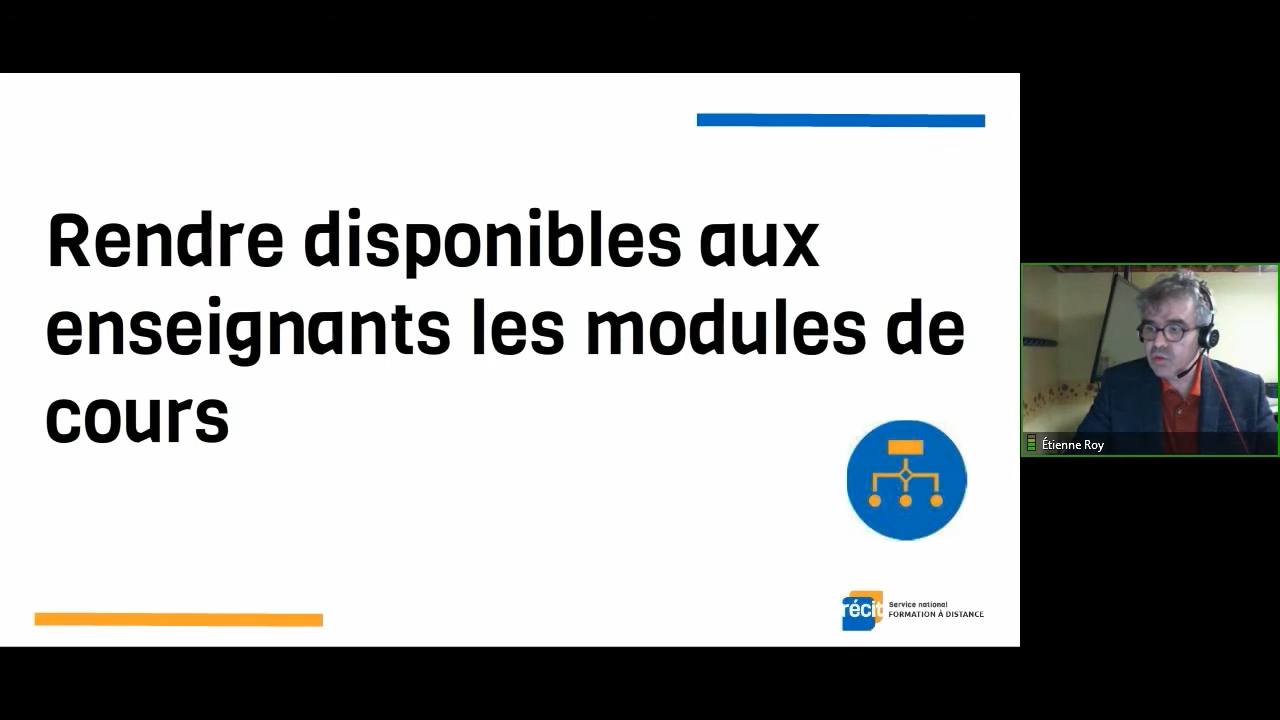 Rendre disponibles aux
enseignants les modules de
cours
récit
Service national
FORMATION À DISTANCE
Étienne Roy